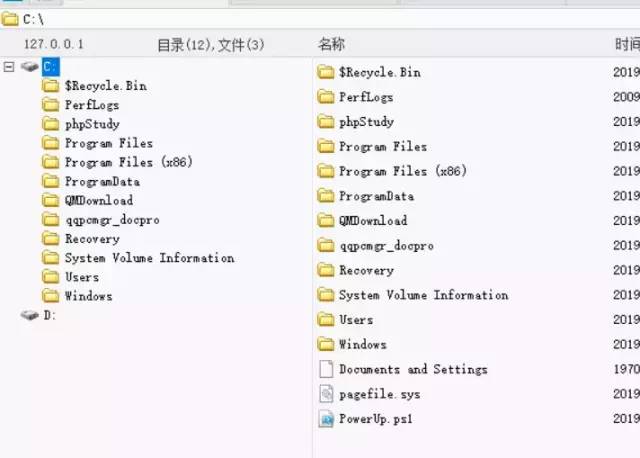 C:\
127.0.0.1 目录(12),文件(3) 名称 时间
C:
$Recycle.Bin
PerfLogs
phpStudy
Program Files
Program Files (x86)
ProgramData
QMDownload
qqpcmgr_docpro
Recovery
System Volume Information
Users
Windows
D:
$Recycle.Bin 2019
PerfLogs 2009
phpStudy 2019
Program Files 2019
Program Files (x86) 2019
ProgramData 2019
QMDownload 2019
qqpcmgr_docpro 2019
Recovery 2019
System Volume Information 2019
Users 2019
Windows 2019
Documents and Settings 1970
pagefile.sys 2019
PowerUp.ps1 2019